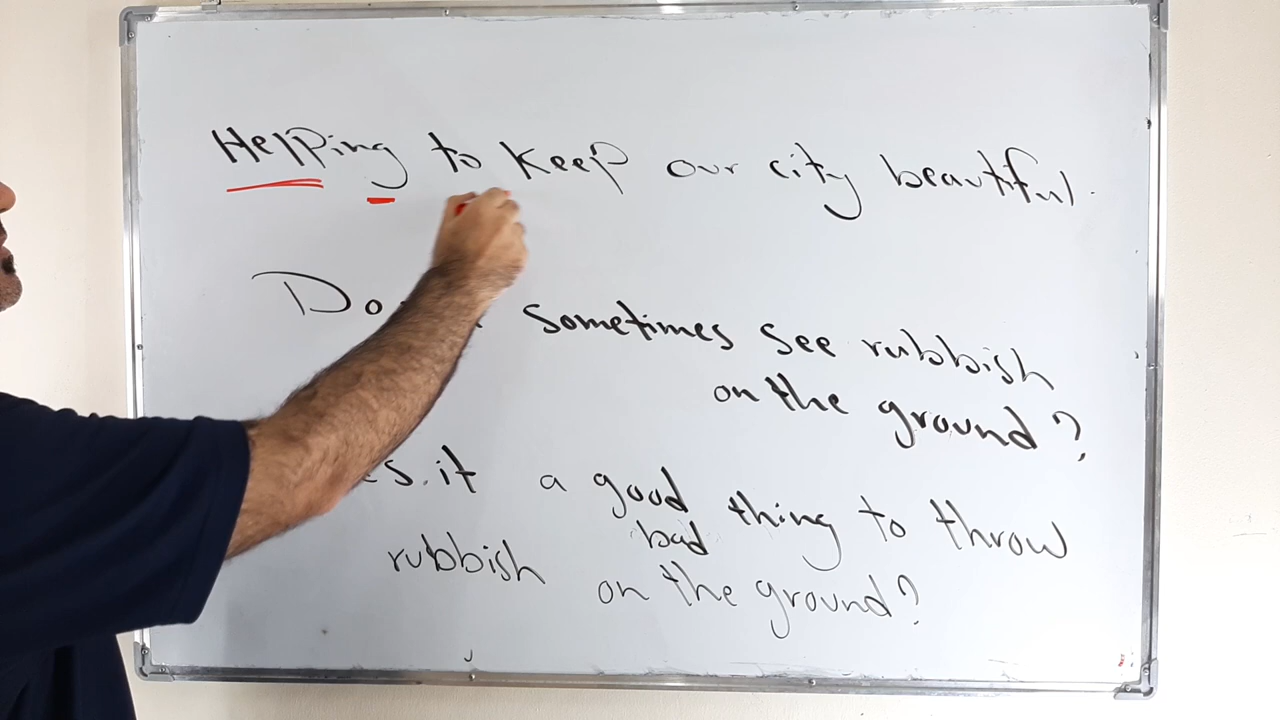 Helping to keep our city beautiful.
Do sometimes see rubbish
on the ground?
it a good thing to throw
bad
rubbish on the ground?